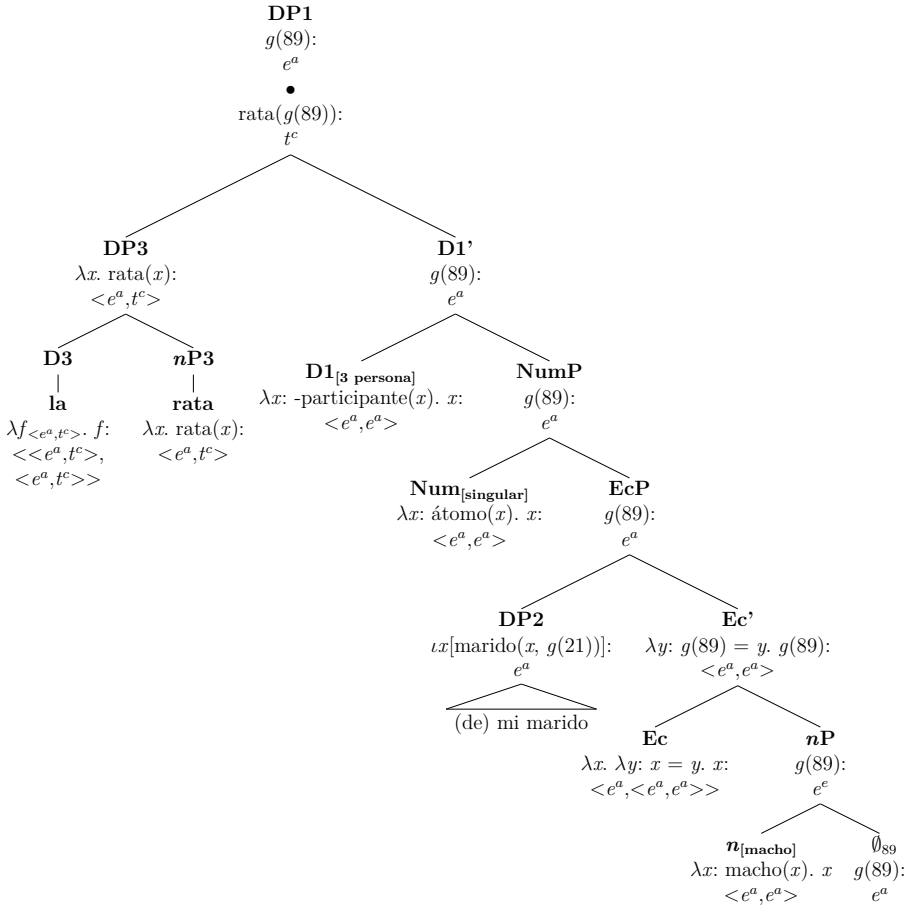 DP1
g(89):
e^a
•
rata(g(89)):
t^c
DP3 D1’
λx. rata(x): g(89):
<e^a,t^c> e^a
D3 nP3 D1[3 persona] NumP
la rata λx: -participante(x). x: g(89):
λf<e^a,t^c>. f: λx. rata(x): <e^a,e^a> e^a
<<e^a,t^c>, <e^a,t^c>
<e^a,t^c>>
Num[singular] EcP
λx: átomo(x). x: g(89):
<e^a,e^a> e^a
DP2 Ec’
ιx[marido(x, g(21))]: λy: g(89) = y. g(89):
e^a <e^a,e^a>
(de) mi marido
Ec nP
λx. λy: x = y. x: g(89):
<e^a,<e^a,e^a>> e^e
n[macho] ∅89
λx: macho(x). x g(89):
<e^a,e^a> e^a